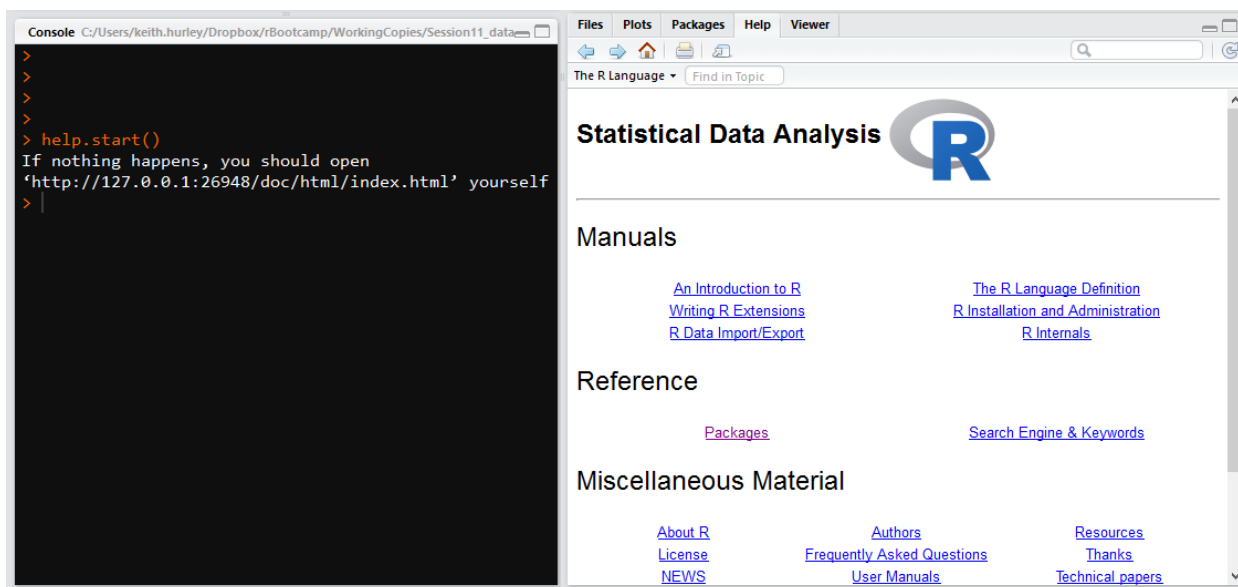 Console C:/Users/keith.hurley/Dropbox/rBootcamp/WorkingCopies/Session11_data
>
>
>
>
> help.start()
If nothing happens, you should open
‘http://127.0.0.1:26948/doc/html/index.html’ yourself
>
Files Plots Packages Help Viewer
The R Language Find in Topic
Statistical Data Analysis R
Manuals
An Introduction to R The R Language Definition
Writing R Extensions R Installation and Administration
R Data Import/Export R Internals
Reference
Packages Search Engine & Keywords
Miscellaneous Material
About R Authors Resources
License Frequently Asked Questions Thanks
NEWS User Manuals Technical papers